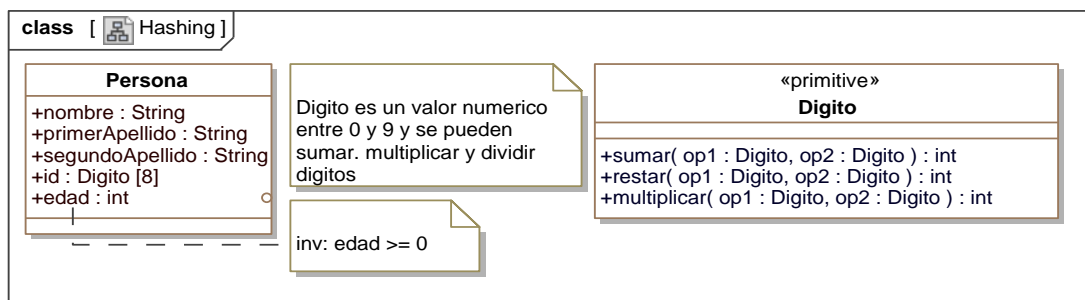 class [ Hashing ]
Persona
+nombre : String
+primerApellido : String
+segundoApellido : String
+id : Digito [8]
+edad : int
Digito es un valor numerico
entre 0 y 9 y se pueden
sumar. multiplicar y dividir
digitos
inv: edad >= 0
«primitive»
Digito
+sumar( op1 : Digito, op2 : Digito ) : int
+restar( op1 : Digito, op2 : Digito ) : int
+multiplicar( op1 : Digito, op2 : Digito ) : int